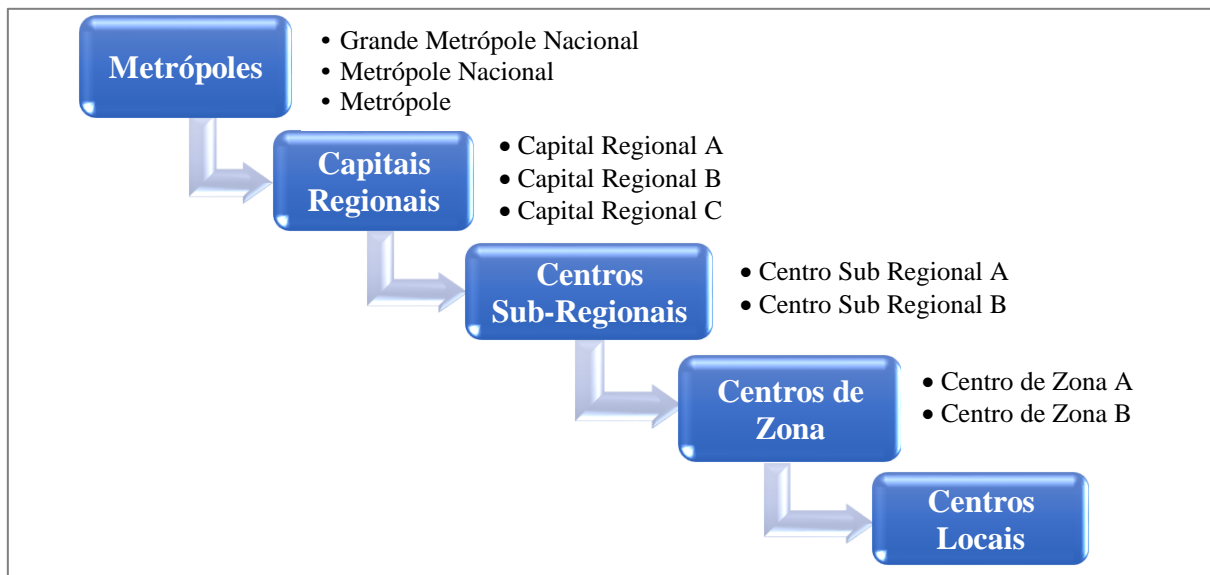 Metrópoles
• Grande Metrópole Nacional
• Metrópole Nacional
• Metrópole
Capitais
Regionais
• Capital Regional A
• Capital Regional B
• Capital Regional C
Centros
Sub-Regionais
• Centro Sub Regional A
• Centro Sub Regional B
Centros de
Zona
• Centro de Zona A
• Centro de Zona B
Centros
Locais